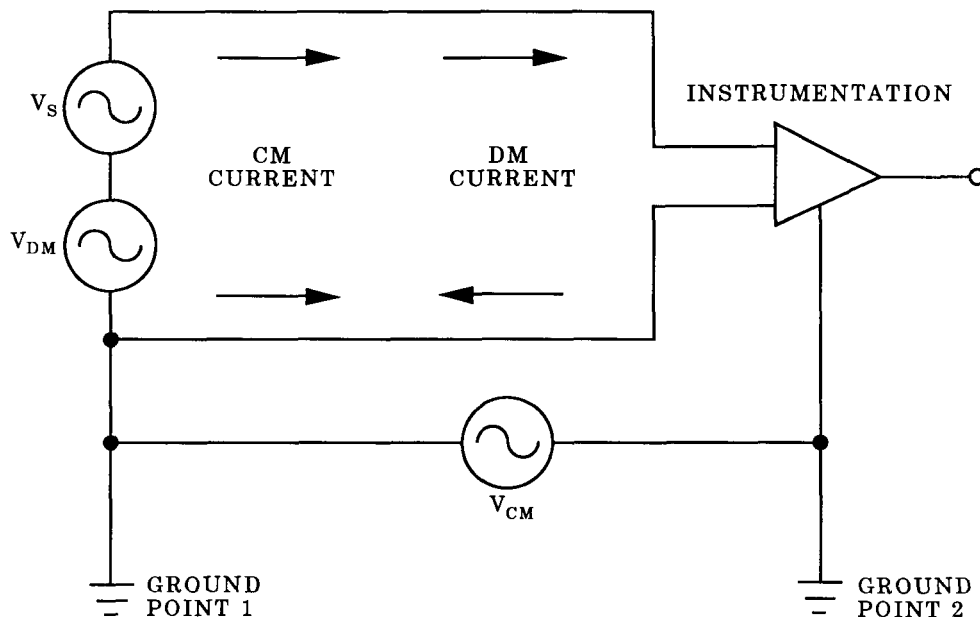 INSTRUMENTATION
V_S
CM
CURRENT
DM
CURRENT
V_DM
V_CM
GROUND
POINT 1
GROUND
POINT 2